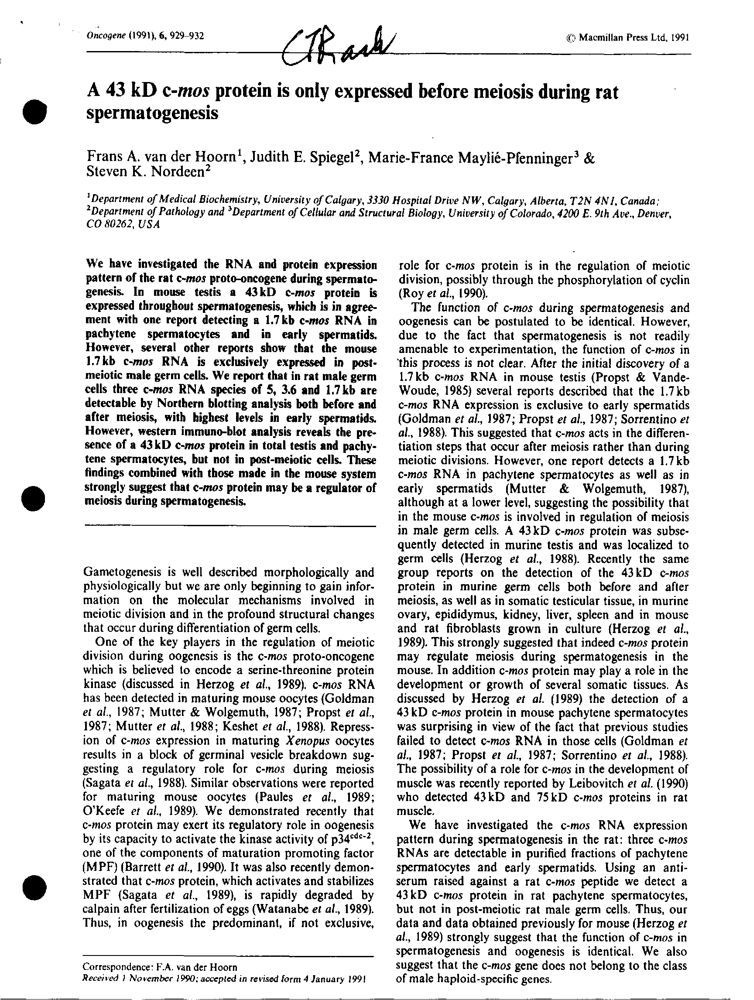 Oncogene (1991), 6, 929–932
© Macmillan Press Ltd, 1991
A 43 kD c-mos protein is only expressed before meiosis during rat
spermatogenesis
Frans A. van der Hoorn¹, Judith E. Spiegel², Marie-France Maylié-Pfenninger³ &
Steven K. Nordeen²
¹Department of Medical Biochemistry, University of Calgary, 3330 Hospital Drive NW, Calgary, Alberta, T2N 4N1, Canada;
²Department of Pathology and ³Department of Cellular and Structural Biology, University of Colorado, 4200 E. 9th Ave., Denver,
CO 80262, USA
We have investigated the RNA and protein expression
pattern of the rat c-mos proto-oncogene during spermato-
genesis. In mouse testis a 43 kD c-mos protein is
expressed throughout spermatogenesis, which is in agree-
ment with one report detecting a 1.7 kb c-mos RNA in
pachytene spermatocytes and in early spermatids.
However, several other reports show that the mouse
1.7 kb c-mos RNA is exclusively expressed in post-
meiotic male germ cells. We report that in rat male germ
cells three c-mos RNA species of 5, 3.6 and 1.7 kb are
detectable by Northern blotting analysis both before and
after meiosis, with highest levels in early spermatids.
However, western immuno-blot analysis reveals the pre-
sence of a 43 kD c-mos protein in total testis and pachy-
tene spermatocytes, but not in post-meiotic cells. These
findings combined with those made in the mouse system
strongly suggest that c-mos protein may be a regulator of
meiosis during spermatogenesis.
Gametogenesis is well described morphologically and
physiologically but we are only beginning to gain infor-
mation on the molecular mechanisms involved in
meiotic division and in the profound structural changes
that occur during differentiation of germ cells.
One of the key players in the regulation of meiotic
division during oogenesis is the c-mos proto-oncogene
which is believed to encode a serine-threonine protein
kinase (discussed in Herzog et al., 1989). c-mos RNA
has been detected in maturing mouse oocytes (Goldman
et al., 1987; Mutter & Wolgemuth, 1987; Propst et al.,
1987; Mutter et al., 1988; Keshet et al., 1988). Repress-
ion of c-mos expression in maturing Xenopus oocytes
results in a block of germinal vesicle breakdown sug-
gesting a regulatory role for c-mos during meiosis
(Sagata et al., 1988). Similar observations were reported
for maturing mouse oocytes (Paules et al., 1989;
O'Keefe et al., 1989). We demonstrated recently that
c-mos protein may exert its regulatory role in oogenesis
by its capacity to activate the kinase activity of p34ᶜᵈᶜ⁻²,
one of the components of maturation promoting factor
(MPF) (Barrett et al., 1990). It was also recently demon-
strated that c-mos protein, which activates and stabilizes
MPF (Sagata et al., 1989), is rapidly degraded by
calpain after fertilization of eggs (Watanabe et al., 1989).
Thus, in oogenesis the predominant, if not exclusive,
Correspondence: F.A. van der Hoorn
Received 1 November 1990; accepted in revised form 4 January 1991
role for c-mos protein is in the regulation of meiotic
division, possibly through the phosphorylation of cyclin
(Roy et al., 1990).
The function of c-mos during spermatogenesis and
oogenesis can be postulated to be identical. However,
due to the fact that spermatogenesis is not readily
amenable to experimentation, the function of c-mos in
this process is not clear. After the initial discovery of a
1.7 kb c-mos RNA in mouse testis (Propst & Vande-
Woude, 1985) several reports described that the 1.7 kb
c-mos RNA expression is exclusive to early spermatids
(Goldman et al., 1987; Propst et al., 1987; Sorrentino et
al., 1988). This suggested that c-mos acts in the differen-
tiation steps that occur after meiosis rather than during
meiotic divisions. However, one report detects a 1.7 kb
c-mos RNA in pachytene spermatocytes as well as in
early spermatids (Mutter & Wolgemuth, 1987),
although at a lower level, suggesting the possibility that
in the mouse c-mos is involved in regulation of meiosis
in male germ cells. A 43 kD c-mos protein was subse-
quently detected in murine testis and was localized to
germ cells (Herzog et al., 1988). Recently the same
group reports on the detection of the 43 kD c-mos
protein in murine germ cells both before and after
meiosis, as well as in somatic testicular tissue, in murine
ovary, epididymus, kidney, liver, spleen and in mouse
and rat fibroblasts grown in culture (Herzog et al.,
1989). This strongly suggested that indeed c-mos protein
may regulate meiosis during spermatogenesis in the
mouse. In addition c-mos protein may play a role in the
development or growth of several somatic tissues. As
discussed by Herzog et al. (1989) the detection of a
43 kD c-mos protein in mouse pachytene spermatocytes
was surprising in view of the fact that previous studies
failed to detect c-mos RNA in those cells (Goldman et
al., 1987; Propst et al., 1987; Sorrentino et al., 1988).
The possibility of a role for c-mos in the development of
muscle was recently reported by Leibovitch et al. (1990)
who detected 43 kD and 75 kD c-mos proteins in rat
muscle.
We have investigated the c-mos RNA expression
pattern during spermatogenesis in the rat: three c-mos
RNAs are detectable in purified fractions of pachytene
spermatocytes and early spermatids. Using an anti-
serum raised against a rat c-mos peptide we detect a
43 kD c-mos protein in rat pachytene spermatocytes,
but not in post-meiotic rat male germ cells. Thus, our
data and data obtained previously for mouse (Herzog et
al., 1989) strongly suggest that the function of c-mos in
spermatogenesis and oogenesis is identical. We also
suggest that the c-mos gene does not belong to the class
of male haploid-specific genes.